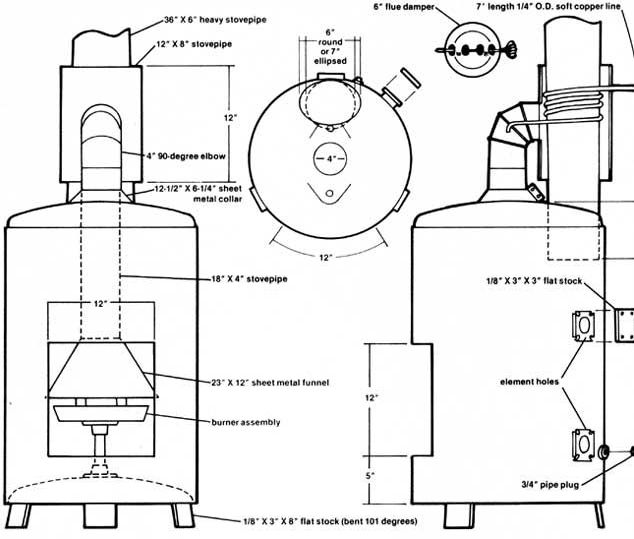 36" X 6" heavy stovepipe
12" X 8" stovepipe
12"
4" 90-degree elbow
12-1/2" X 6-1/4" sheet
metal collar
18" X 4" stovepipe
12"
23" X 12" sheet metal funnel
burner assembly
1/8" X 3" X 8" flat stock (bent 101 degrees)
6"
round
or 7"
ellipsed
4"
12"
6" flue damper
7' length 1/4" O.D. soft copper line
1/8" X 3" X 3" flat stock
element holes
12"
5"
3/4" pipe plug